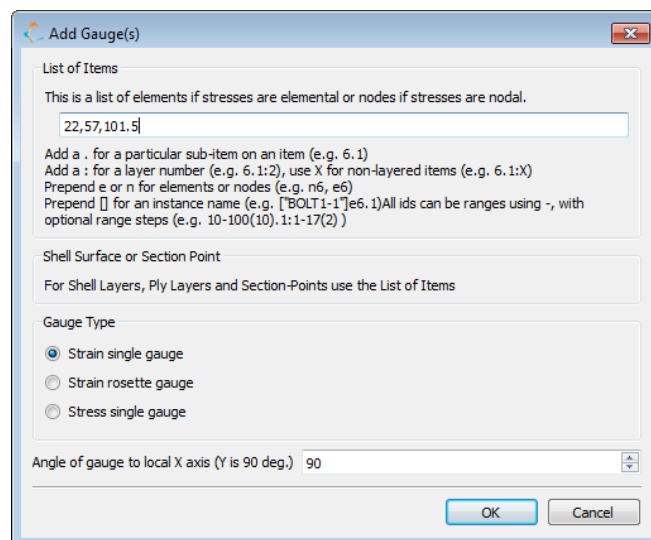 Add Gauge(s)
List of Items
This is a list of elements if stresses are elemental or nodes if stresses are nodal.
22,57,101.5
Add a . for a particular sub-item on an item (e.g. 6.1)
Add a : for a layer number (e.g. 6.1:2), use X for non-layered items (e.g. 6.1:X)
Prepend e or n for elements or nodes (e.g. n6, e6)
Prepend [] for an instance name (e.g. ["BOLT1-1"]e6.1)All ids can be ranges using -, with
optional range steps (e.g. 10-100(10).1:1-17(2) )
Shell Surface or Section Point
For Shell Layers, Ply Layers and Section-Points use the List of Items
Gauge Type
Strain single gauge
Strain rosette gauge
Stress single gauge
Angle of gauge to local X axis (Y is 90 deg.) 90
OK Cancel